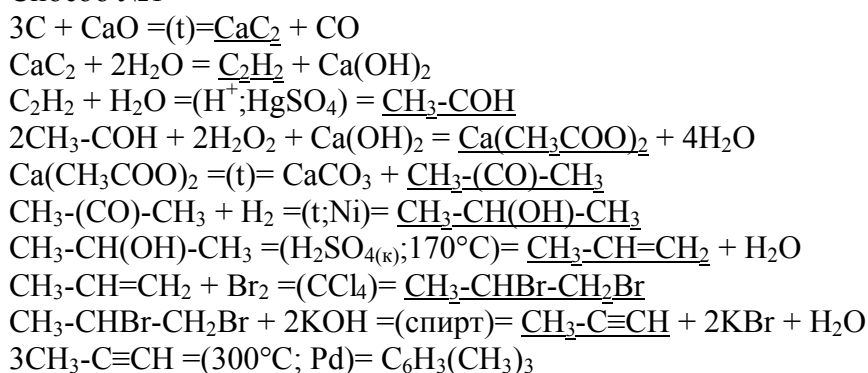 3C + CaO =(t)=CaC₂ + CO
CaC₂ + 2H₂O = C₂H₂ + Ca(OH)₂
C₂H₂ + H₂O =(H⁺;HgSO₄) = CH₃-COH
2CH₃-COH + 2H₂O₂ + Ca(OH)₂ = Ca(CH₃COO)₂ + 4H₂O
Ca(CH₃COO)₂ =(t)= CaCO₃ + CH₃-(CO)-CH₃
CH₃-(CO)-CH₃ + H₂ =(t;Ni)= CH₃-CH(OH)-CH₃
CH₃-CH(OH)-CH₃ =(H₂SO₄₍ₖ₎;170°C)= CH₃-CH=CH₂ + H₂O
CH₃-CH=CH₂ + Br₂ =(CCl₄)= CH₃-CHBr-CH₂Br
CH₃-CHBr-CH₂Br + 2KOH =(спирт)= CH₃-C≡CH + 2KBr + H₂O
3CH₃-C≡CH =(300°C; Pd)= C₆H₃(CH₃)₃